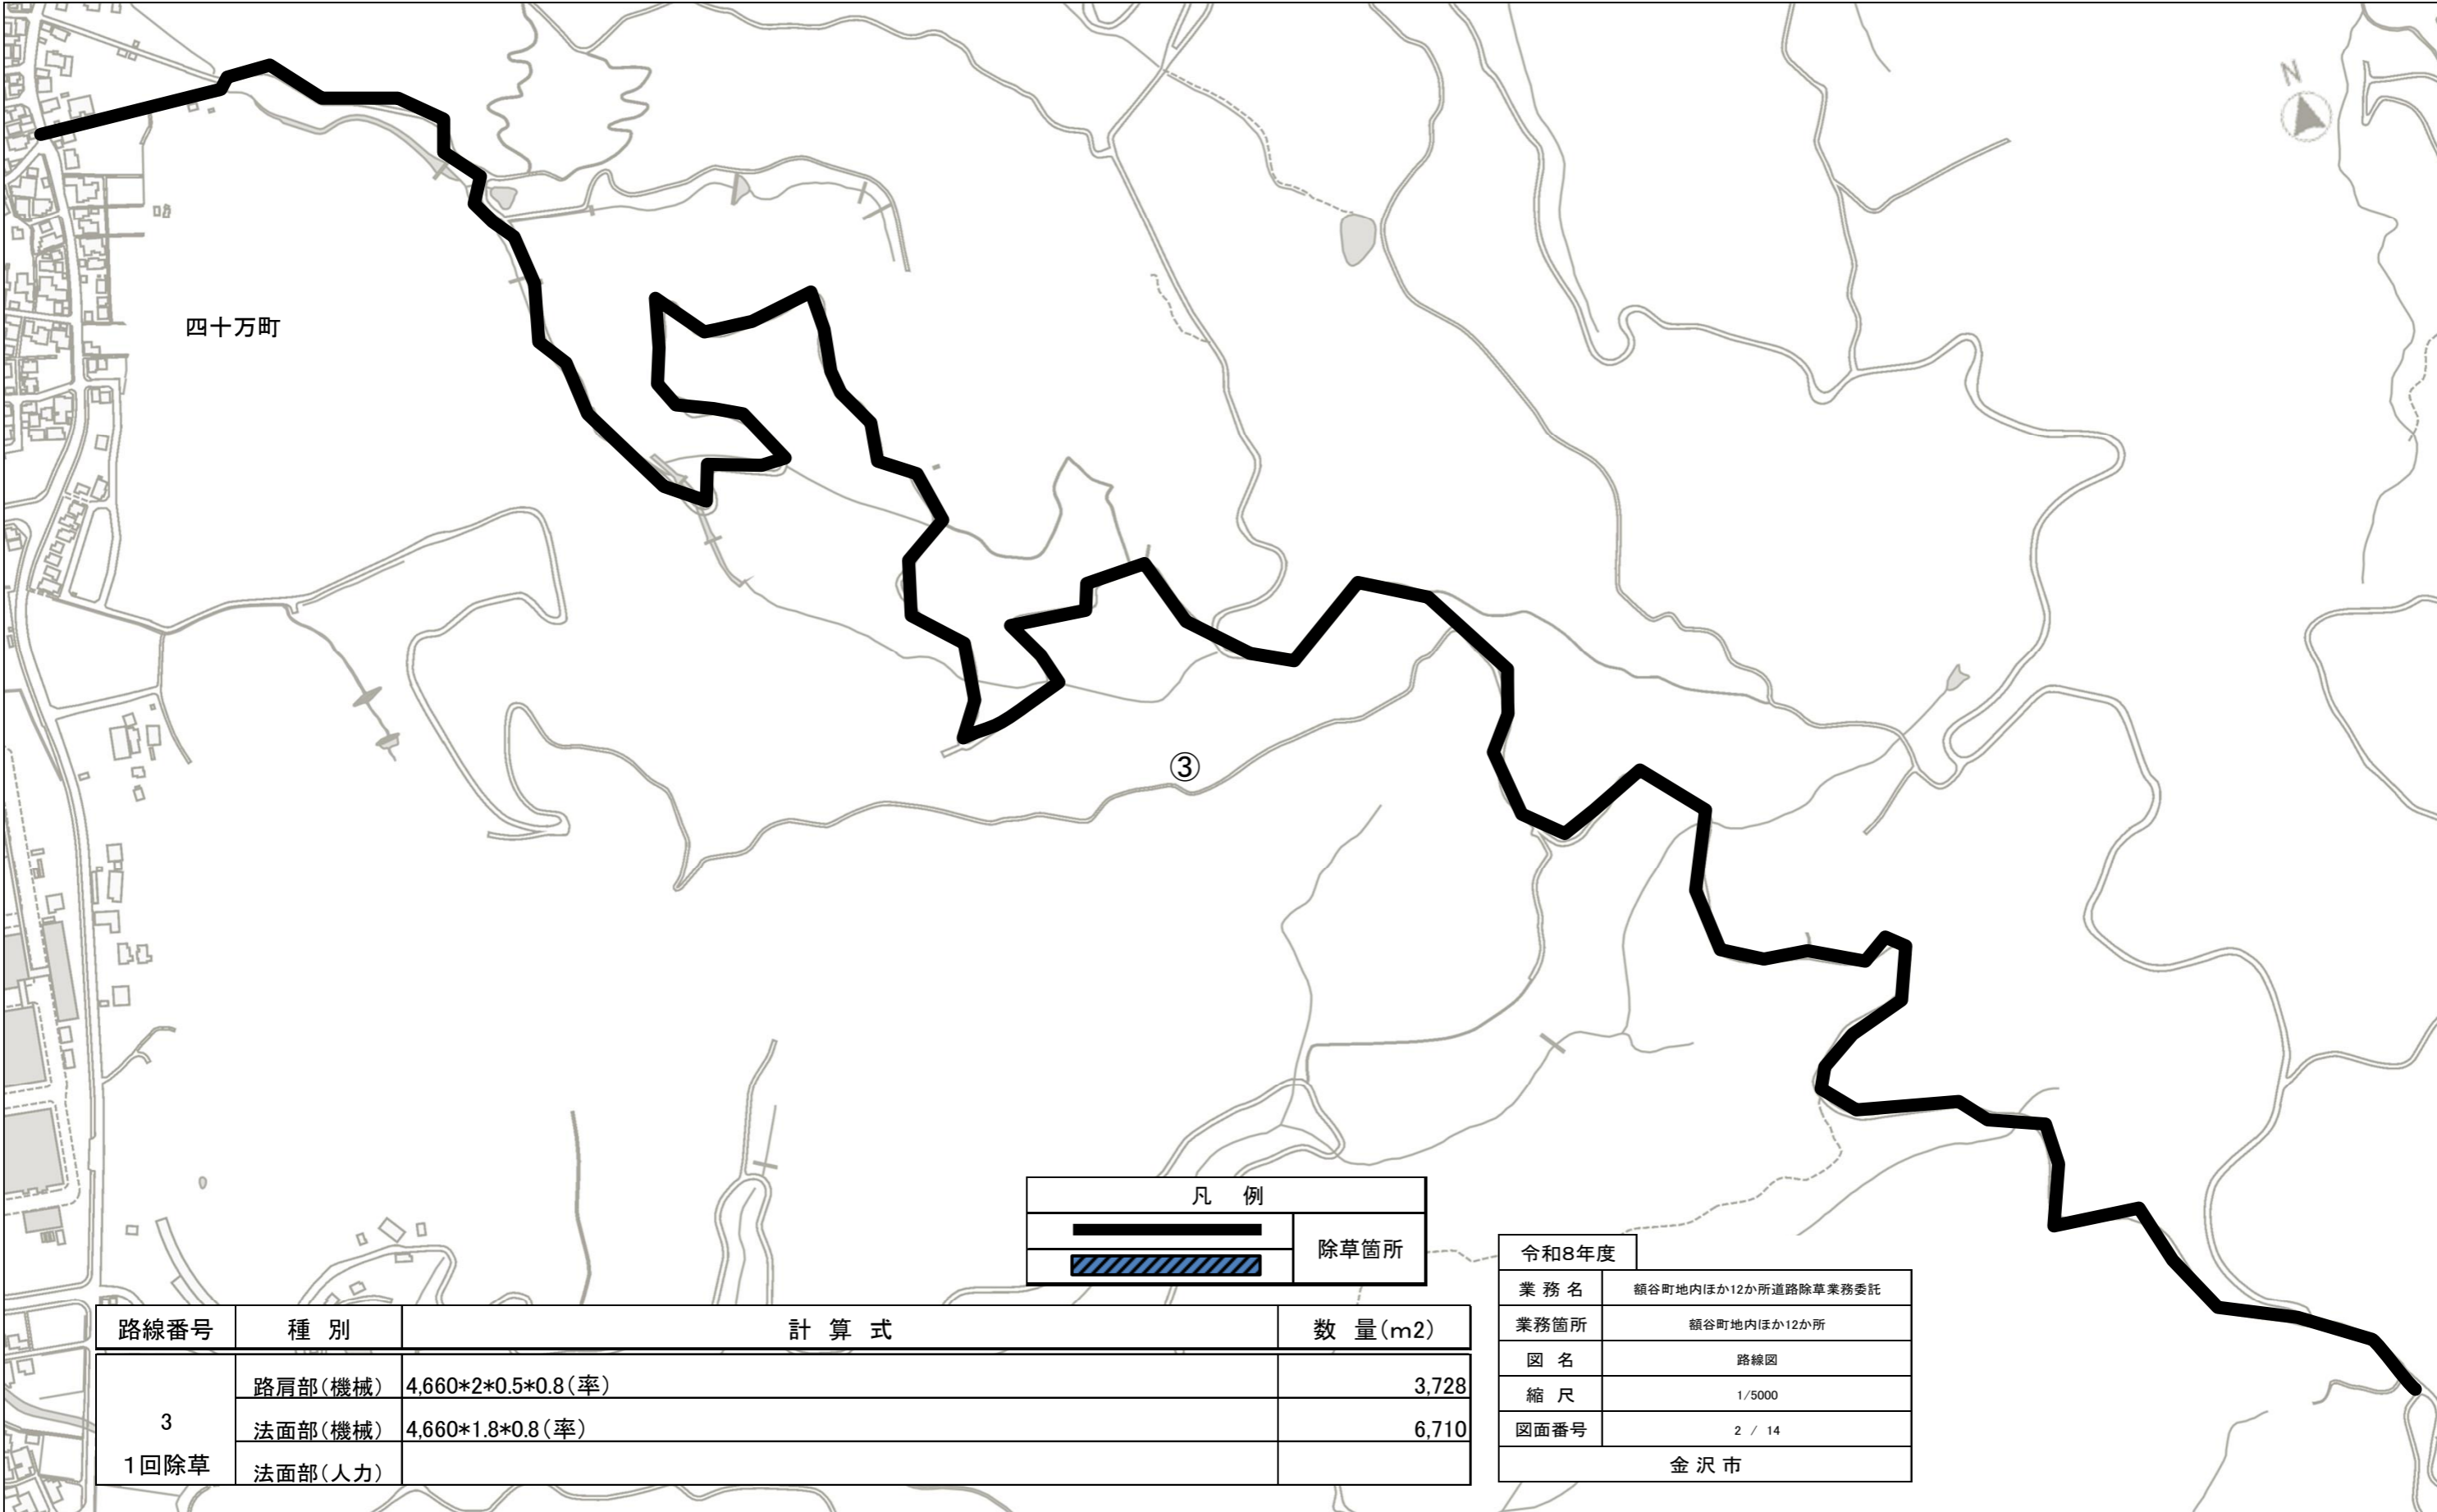 N
四十万町
③
凡 例
除草箇所
令和8年度
業務名 額谷町地内ほか12か所道路除草業務委託
業務箇所 額谷町地内ほか12か所
図名 路線図
縮尺 1/5000
図面番号 2 / 14
金沢市
路線番号 種別 計算式 数量(m2)
3
1回除草
路肩部(機械) 4,660*2*0.5*0.8(率) 3,728
法面部(機械) 4,660*1.8*0.8(率) 6,710
法面部(人力)